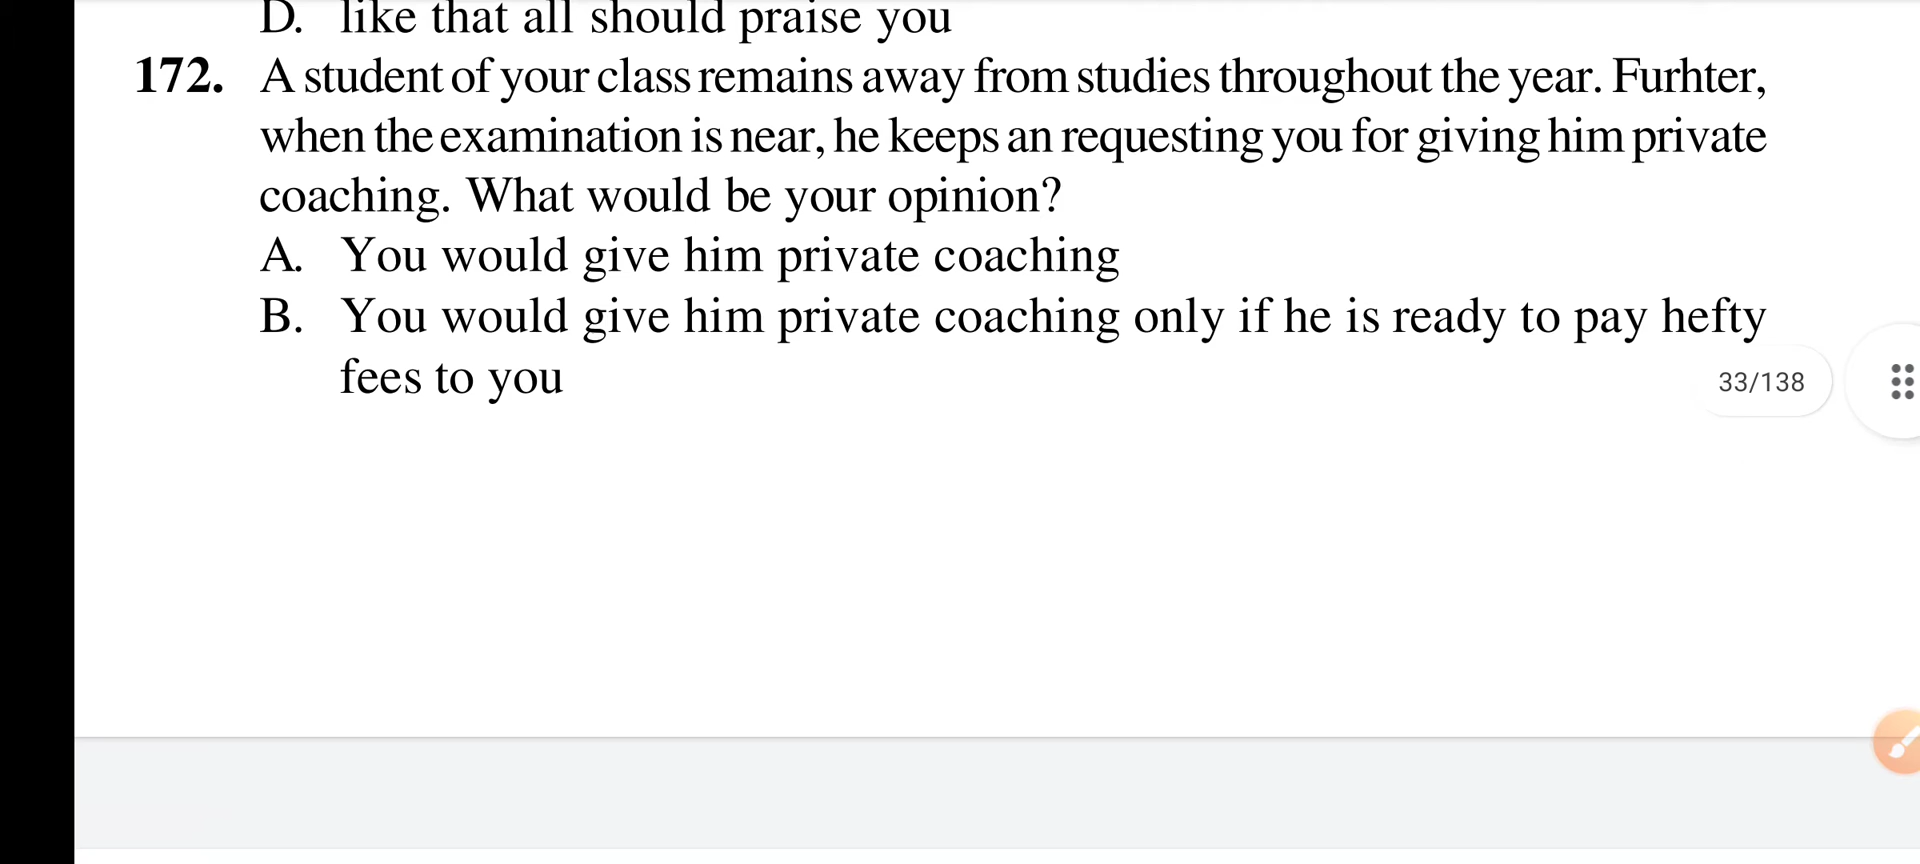 D. like that all should praise you
172. A student of your class remains away from studies throughout the year. Furhter,
when the examination is near, he keeps an requesting you for giving him private
coaching. What would be your opinion?
A. You would give him private coaching
B. You would give him private coaching only if he is ready to pay hefty
fees to you
33/138